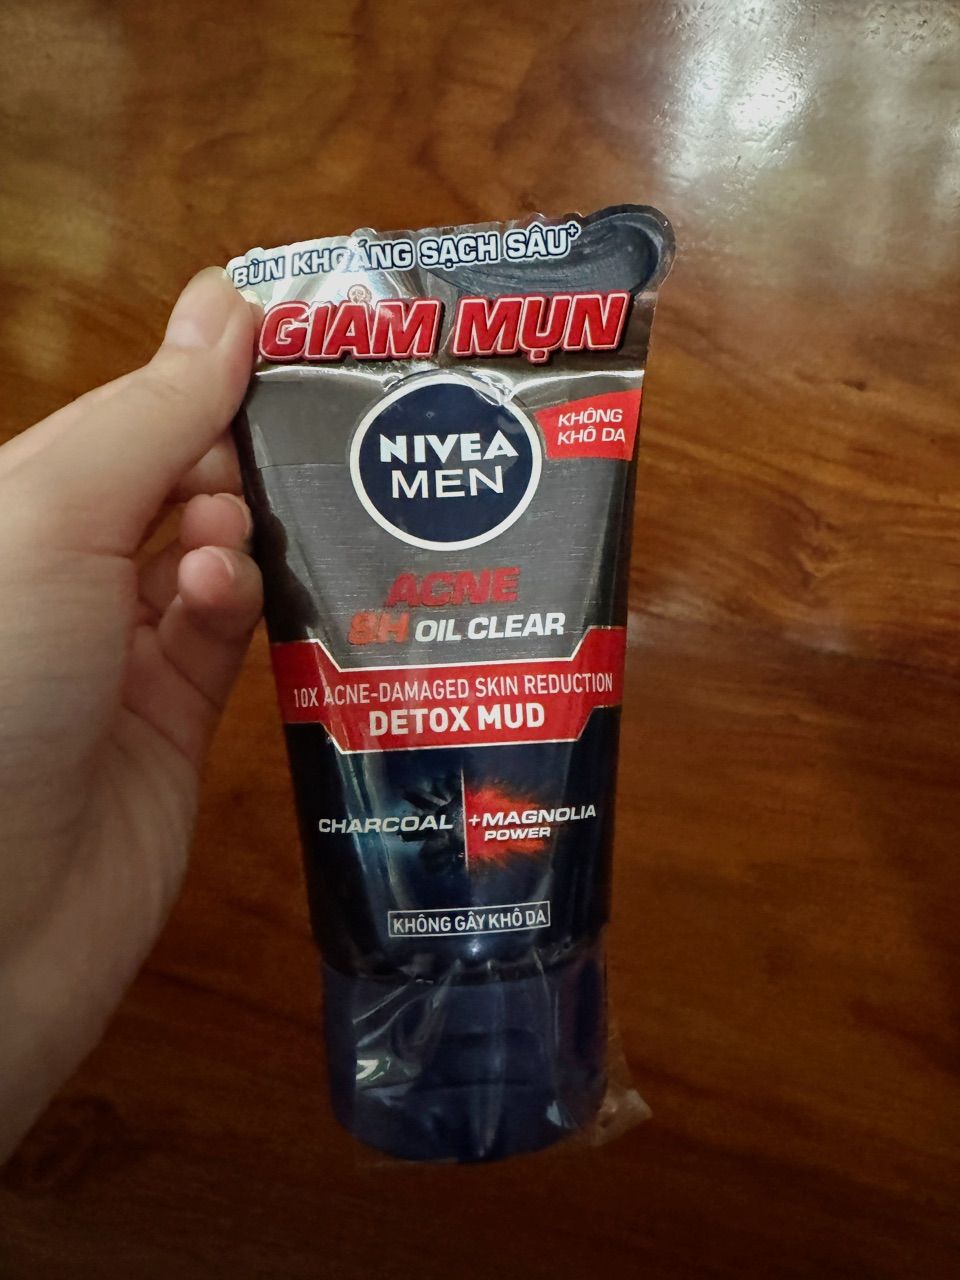 BÙN KHOÁNG SẠCH SÂU+
GIẢM MỤN
KHÔNG
KHÔ DA
NIVEA
MEN
ACNE
8H OIL CLEAR
10X ACNE-DAMAGED SKIN REDUCTION
DETOX MUD
CHARCOAL +MAGNOLIA
POWER
KHÔNG GÂY KHÔ DA